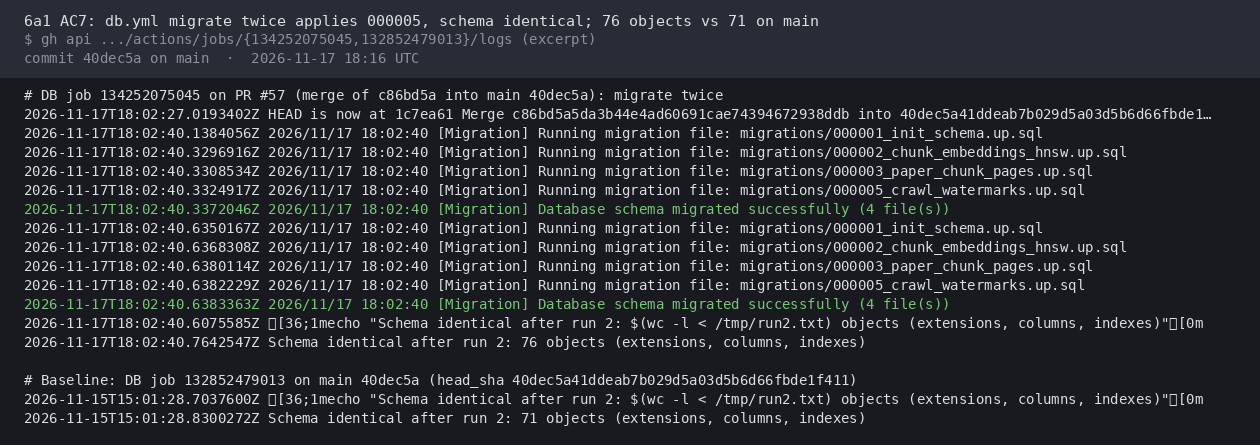 6a1 AC7: db.yml migrate twice applies 000005, schema identical; 76 objects vs 71 on main
$ gh api .../actions/jobs/{134252075045,132852479013}/logs (excerpt)
commit 40dec5a on main · 2026-11-17 18:16 UTC
# DB job 134252075045 on PR #57 (merge of c86bd5a into main 40dec5a): migrate twice
2026-11-17T18:02:27.0193402Z HEAD is now at 1c7ea61 Merge c86bd5a5da3b44e4ad60691cae74394672938ddb into 40dec5a41ddeab7b029d5a03d5b6d66fbde1…
2026-11-17T18:02:40.1384056Z 2026/11/17 18:02:40 [Migration] Running migration file: migrations/000001_init_schema.up.sql
2026-11-17T18:02:40.3296916Z 2026/11/17 18:02:40 [Migration] Running migration file: migrations/000002_chunk_embeddings_hnsw.up.sql
2026-11-17T18:02:40.3308534Z 2026/11/17 18:02:40 [Migration] Running migration file: migrations/000003_paper_chunk_pages.up.sql
2026-11-17T18:02:40.3324917Z 2026/11/17 18:02:40 [Migration] Running migration file: migrations/000005_crawl_watermarks.up.sql
2026-11-17T18:02:40.3372046Z 2026/11/17 18:02:40 [Migration] Database schema migrated successfully (4 file(s))
2026-11-17T18:02:40.6350167Z 2026/11/17 18:02:40 [Migration] Running migration file: migrations/000001_init_schema.up.sql
2026-11-17T18:02:40.6368308Z 2026/11/17 18:02:40 [Migration] Running migration file: migrations/000002_chunk_embeddings_hnsw.up.sql
2026-11-17T18:02:40.6380114Z 2026/11/17 18:02:40 [Migration] Running migration file: migrations/000003_paper_chunk_pages.up.sql
2026-11-17T18:02:40.6382229Z 2026/11/17 18:02:40 [Migration] Running migration file: migrations/000005_crawl_watermarks.up.sql
2026-11-17T18:02:40.6383363Z 2026/11/17 18:02:40 [Migration] Database schema migrated successfully (4 file(s))
2026-11-17T18:02:40.6075585Z [36;1mecho "Schema identical after run 2: $(wc -l < /tmp/run2.txt) objects (extensions, columns, indexes)"[0m
2026-11-17T18:02:40.7642547Z Schema identical after run 2: 76 objects (extensions, columns, indexes)
# Baseline: DB job 132852479013 on main 40dec5a (head_sha 40dec5a41ddeab7b029d5a03d5b6d66fbde1f411)
2026-11-15T15:01:28.7037600Z [36;1mecho "Schema identical after run 2: $(wc -l < /tmp/run2.txt) objects (extensions, columns, indexes)"[0m
2026-11-15T15:01:28.8300272Z Schema identical after run 2: 71 objects (extensions, columns, indexes)